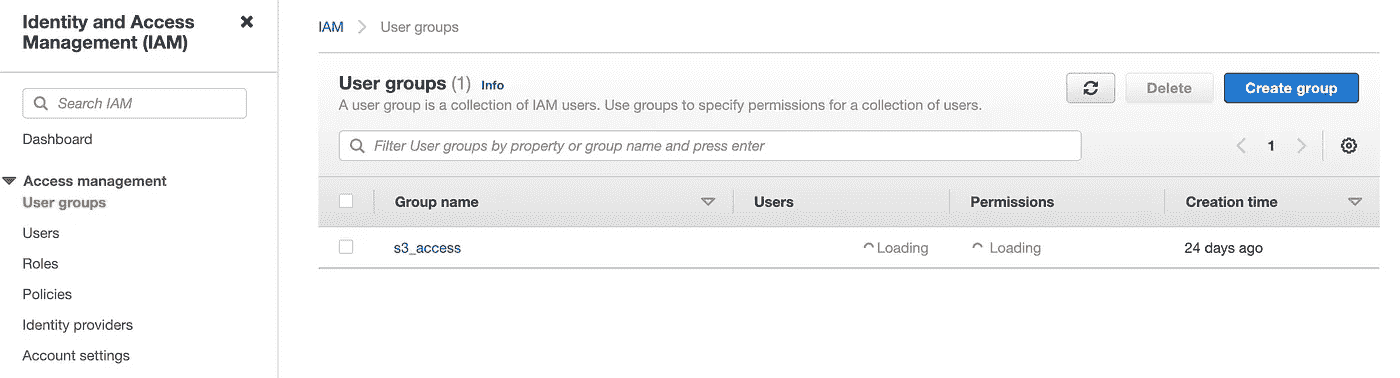 Identity and Access
Management (IAM)
Search IAM
Dashboard
Access management
User groups
Users
Roles
Policies
Identity providers
Account settings
IAM > User groups
User groups (1) Info
A user group is a collection of IAM users. Use groups to specify permissions for a collection of users.
Delete
Create group
Filter User groups by property or group name and press enter
1
Group name Users Permissions Creation time
s3_access Loading Loading 24 days ago